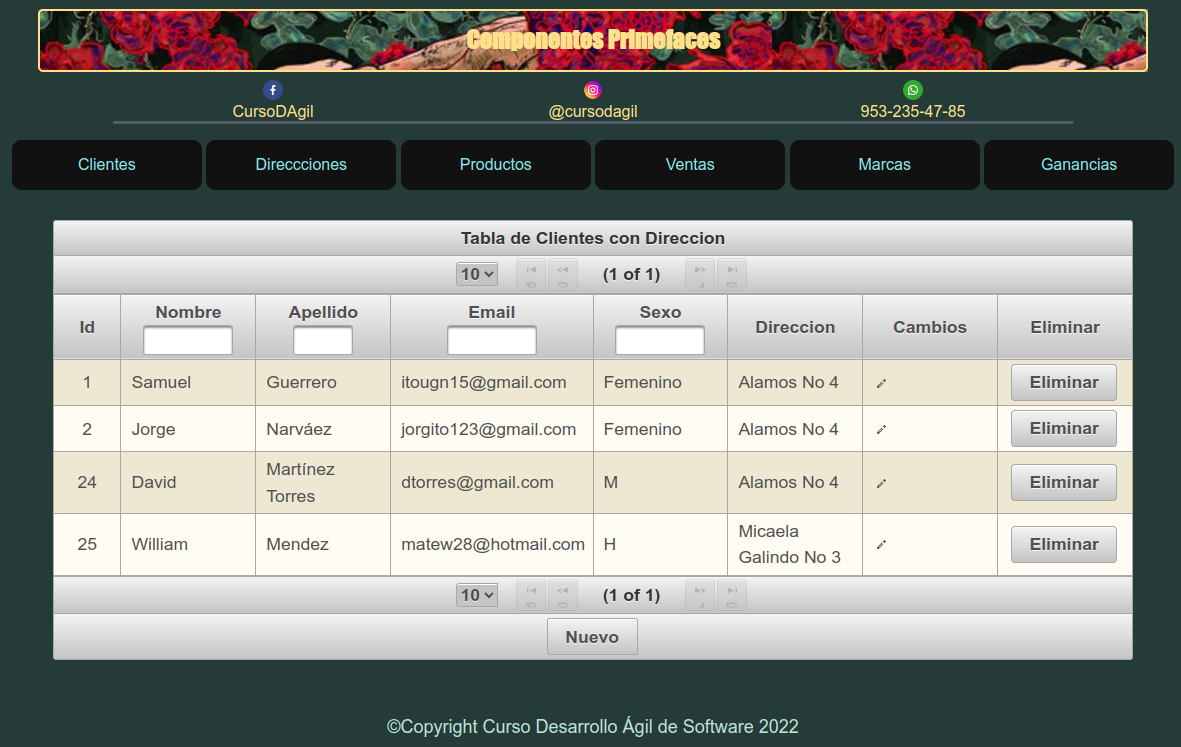 Componentes Primefaces
CursoDAgil @cursodagil 953-235-47-85
Clientes Direccciones Productos Ventas Marcas Ganancias
Tabla de Clientes con Direccion
10 (1 of 1)
Id Nombre Apellido Email Sexo Direccion Cambios Eliminar
1 Samuel Guerrero itougn15@gmail.com Femenino Alamos No 4 Eliminar
2 Jorge Narváez jorgito123@gmail.com Femenino Alamos No 4 Eliminar
24 David Martínez Torres dtorres@gmail.com M Alamos No 4 Eliminar
25 William Mendez matew28@hotmail.com H Micaela Galindo No 3 Eliminar
10 (1 of 1)
Nuevo
©Copyright Curso Desarrollo Ágil de Software 2022